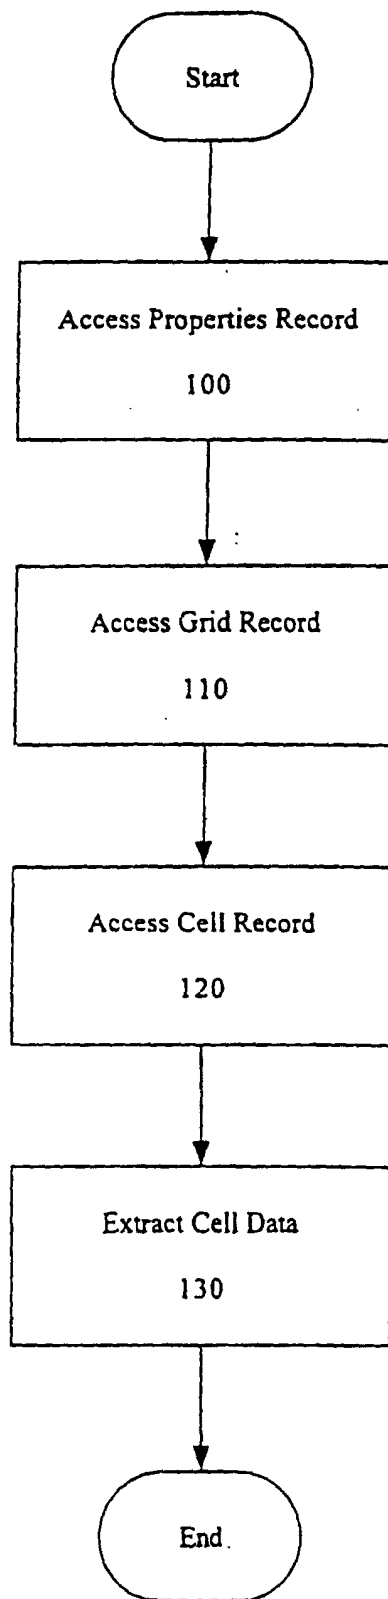 Start
Access Properties Record
100
Access Grid Record
110
Access Cell Record
120
Extract Cell Data
130
End